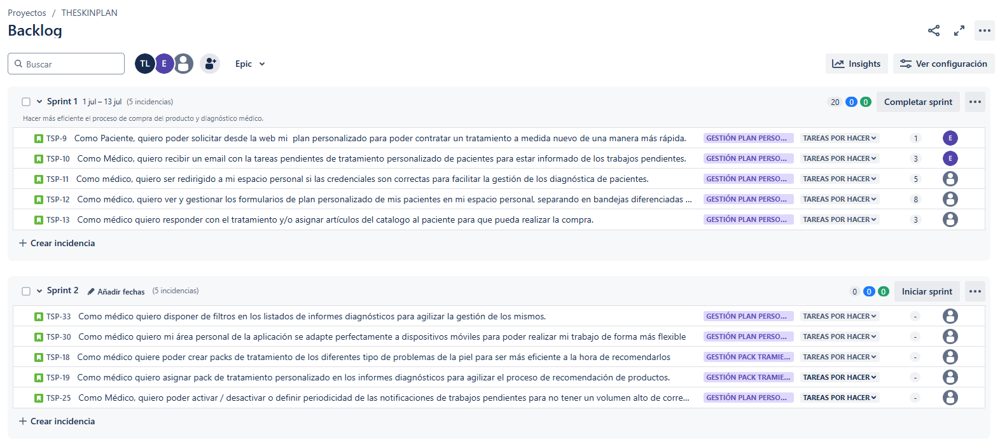 Proyectos / THESKINPLAN
Backlog
Buscar
TL E
Epic
Insights
Ver configuración
Sprint 1 1 jul – 13 jul (5 incidencias) 20 0 0 Completar sprint
Hacer más eficiente el proceso de compra del producto y diagnóstico médico.
TSP-9 Como Paciente, quiero poder solicitar desde la web mi plan personalizado para poder contratar un tratamiento a medida nuevo de una manera más rápida. GESTIÓN PLAN PERSO... TAREAS POR HACER 1 E
TSP-10 Como Médico, quiero recibir un email con la tareas pendientes de tratamiento personalizado de pacientes para estar informado de los trabajos pendientes. GESTIÓN PLAN PERSO... TAREAS POR HACER 3 E
TSP-11 Como médico, quiero ser redirigido a mi espacio personal si las credenciales son correctas para facilitar la gestión de los diagnóstica de pacientes. GESTIÓN PLAN PERSO... TAREAS POR HACER 5
TSP-12 Como médico, quiero ver y gestionar los formularios de plan personalizado de mis pacientes en mi espacio personal, separando en bandejas diferenciadas ... GESTIÓN PLAN PERSO... TAREAS POR HACER 8
TSP-13 Como médico quiero responder con el tratamiento y/o asignar artículos del catalogo al paciente para que pueda realizar la compra. GESTIÓN PLAN PERSO... TAREAS POR HACER 3
+ Crear incidencia
Sprint 2 Añadir fechas (5 incidencias) 0 0 0 Iniciar sprint
TSP-33 Como médico quiero disponer de filtros en los listados de informes diagnósticos para agilizar la gestión de los mismos. GESTIÓN PLAN PERSO... TAREAS POR HACER -
TSP-30 Como médico quiero mi área personal de la aplicación se adapte perfectamente a dispositivos móviles para poder realizar mi trabajo de forma más flexible GESTIÓN PLAN PERSO... TAREAS POR HACER -
TSP-18 Como médico quiere poder crear packs de tratamiento de los diferentes tipo de problemas de la piel para ser más eficiente a la hora de recomendarlos GESTIÓN PACK TRAMIE... TAREAS POR HACER -
TSP-19 Como médico quiero asignar pack de tratamiento personalizado en los informes diagnósticos para agilizar el proceso de recomendación de productos. GESTIÓN PACK TRAMIE... TAREAS POR HACER -
TSP-25 Como Médico, quiero poder activar / desactivar o definir periodicidad de las notificaciones de trabajos pendientes para no tener un volumen alto de corre... GESTIÓN PLAN PERSO... TAREAS POR HACER -
+ Crear incidencia